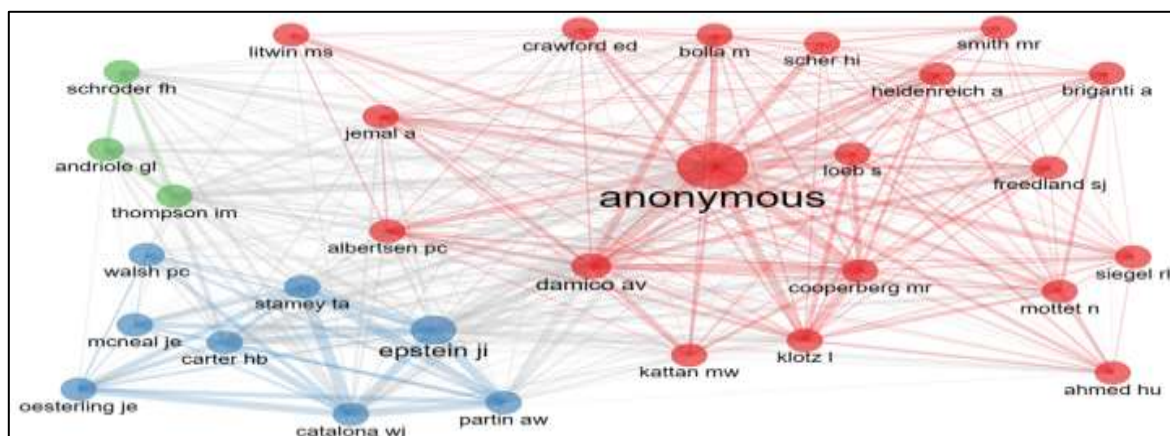 litwin ms
crawford ed
bolla m
scher hi
smith mr
schroder fh
heidenreich a
briganti a
jemal a
andriole gl
loeb s
freedland sj
anonymous
thompson im
albertsen pc
walsh pc
damico av
cooperberg mr
siegel rl
stamey ta
mottet n
mcneal je
carter hb
epstein ji
klotz l
kattan mw
ahmed hu
oesterling je
partin aw
catalona wj